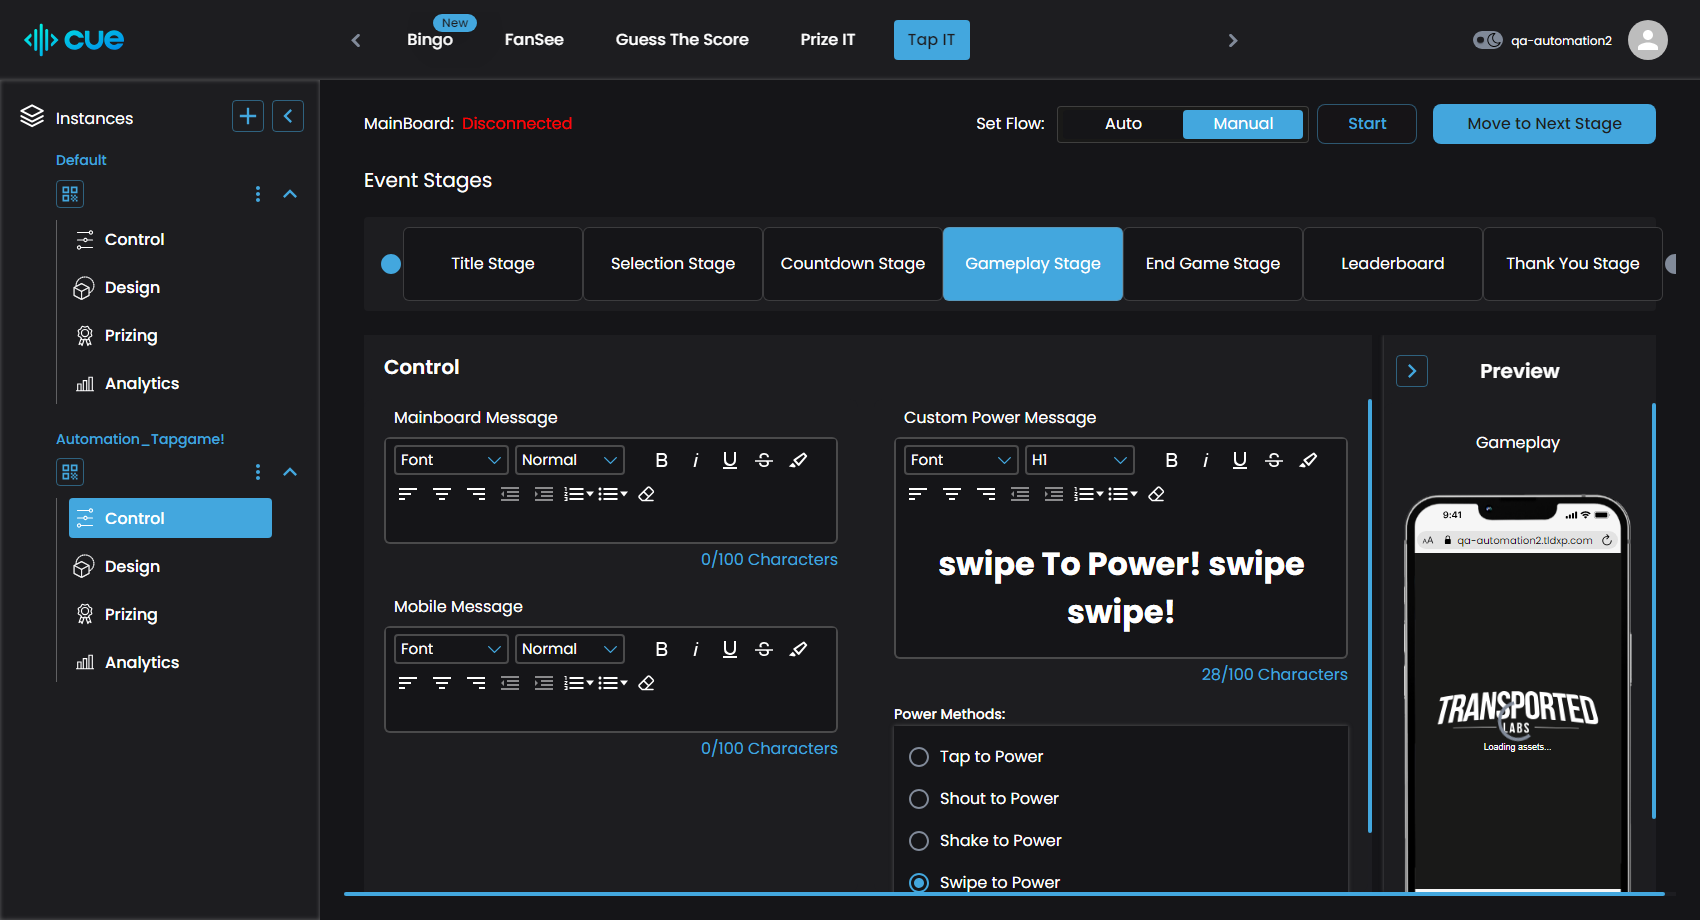 cue
New
Bingo
FanSee
Guess The Score
Prize IT
Tap IT
qa-automation2
Instances
Default
Control
Design
Prizing
Analytics
Automation_Tapgame!
Control
Design
Prizing
Analytics
MainBoard: Disconnected
Set Flow:
Auto
Manual
Start
Move to Next Stage
Event Stages
Title Stage
Selection Stage
Countdown Stage
Gameplay Stage
End Game Stage
Leaderboard
Thank You Stage
Control
Mainboard Message
Font
Normal
B
i
U
S
0/100 Characters
Mobile Message
Font
Normal
B
i
U
S
0/100 Characters
Custom Power Message
Font
H1
B
i
U
S
swipe To Power! swipe
swipe!
28/100 Characters
Power Methods:
Tap to Power
Shout to Power
Shake to Power
Swipe to Power
Preview
Gameplay
9:41
AA
qa-automation2.tldxp.com
TRANSPORTED
LABS
Loading assets...